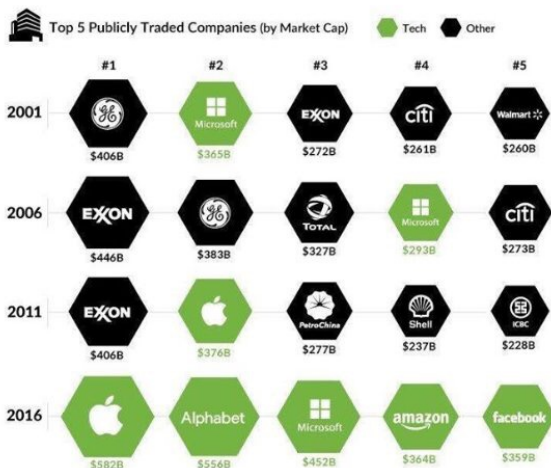 Top 5 Publicly Traded Companies (by Market Cap) Tech Other
#1 #2 #3 #4 #5
2001
GE Microsoft EXXON citi Walmart
$406B $365B $272B $261B $260B
2006
EXXON GE TOTAL Microsoft citi
$446B $383B $327B $293B $273B
2011
EXXON PetroChina Shell ICBC
$406B $376B $277B $237B $228B
2016
Alphabet Microsoft amazon facebook
$582B $556B $452B $364B $359B